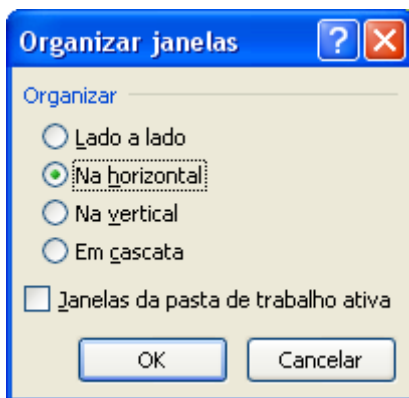 Organizar janelas
Organizar
Lado a lado
Na horizontal
Na vertical
Em cascata
Janelas da pasta de trabalho ativa
OK Cancelar